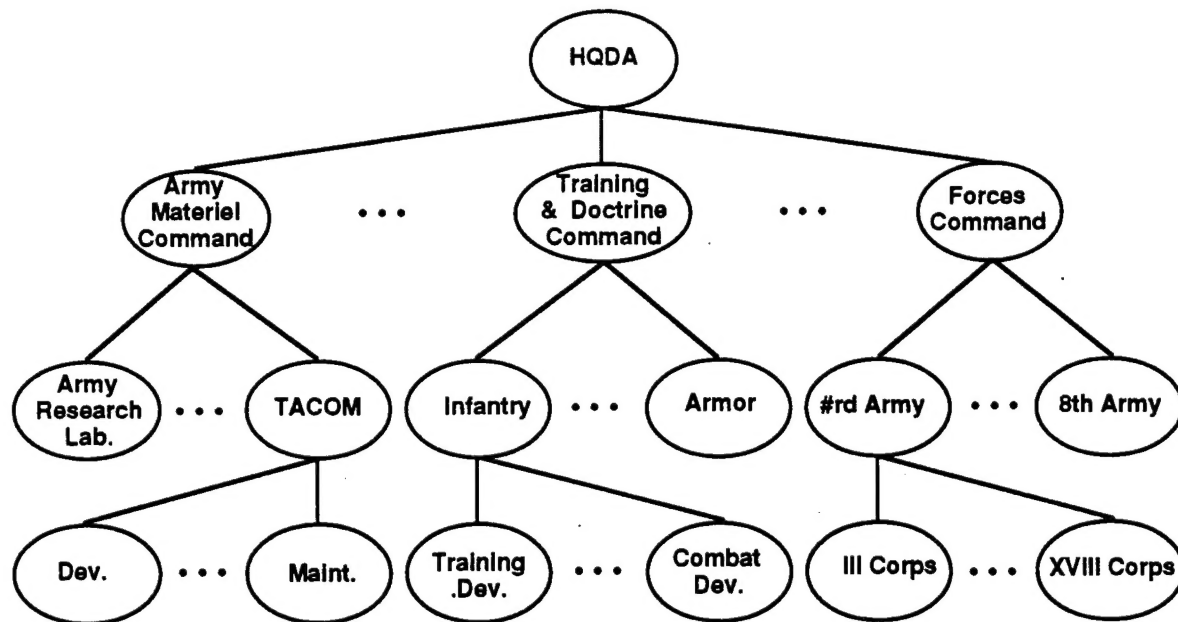 HQDA
Army
Materiel
Command
• • •
Training
& Doctrine
Command
• • •
Forces
Command
Army
Research
Lab.
• • •
TACOM
Infantry
• • •
Armor
#rd Army
• • •
8th Army
Dev.
• • •
Maint.
Training
.Dev.
• • •
Combat
Dev.
III Corps
• • •
XVIII Corps